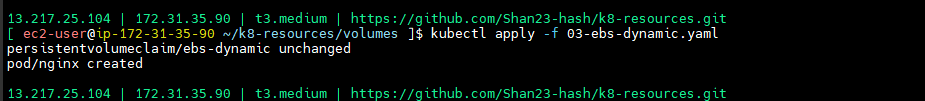 13.217.25.104 | 172.31.35.90 | t3.medium | https://github.com/Shan23-hash/k8-resources.git
[ ec2-user@ip-172-31-35-90 ~/k8-resources/volumes ]$ kubectl apply -f 03-ebs-dynamic.yaml
persistentvolumeclaim/ebs-dynamic unchanged
pod/nginx created
13.217.25.104 | 172.31.35.90 | t3.medium | https://github.com/Shan23-hash/k8-resources.git